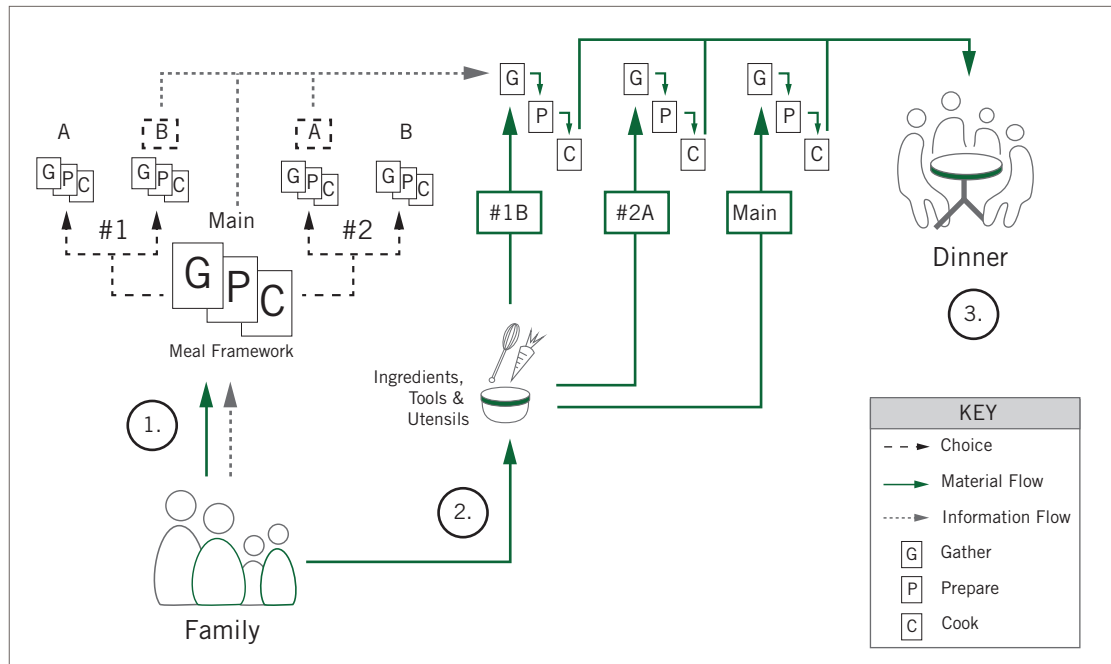 A
B
A
B
G
P
C
G
P
C
G
P
C
G
P
C
#1
Main
#2
G
P
C
Meal Framework
1.
Family
2.
Ingredients,
Tools &
Utensils
#1B
#2A
Main
G
P
C
G
P
C
G
P
C
Dinner
3.
KEY
Choice
Material Flow
Information Flow
G Gather
P Prepare
C Cook